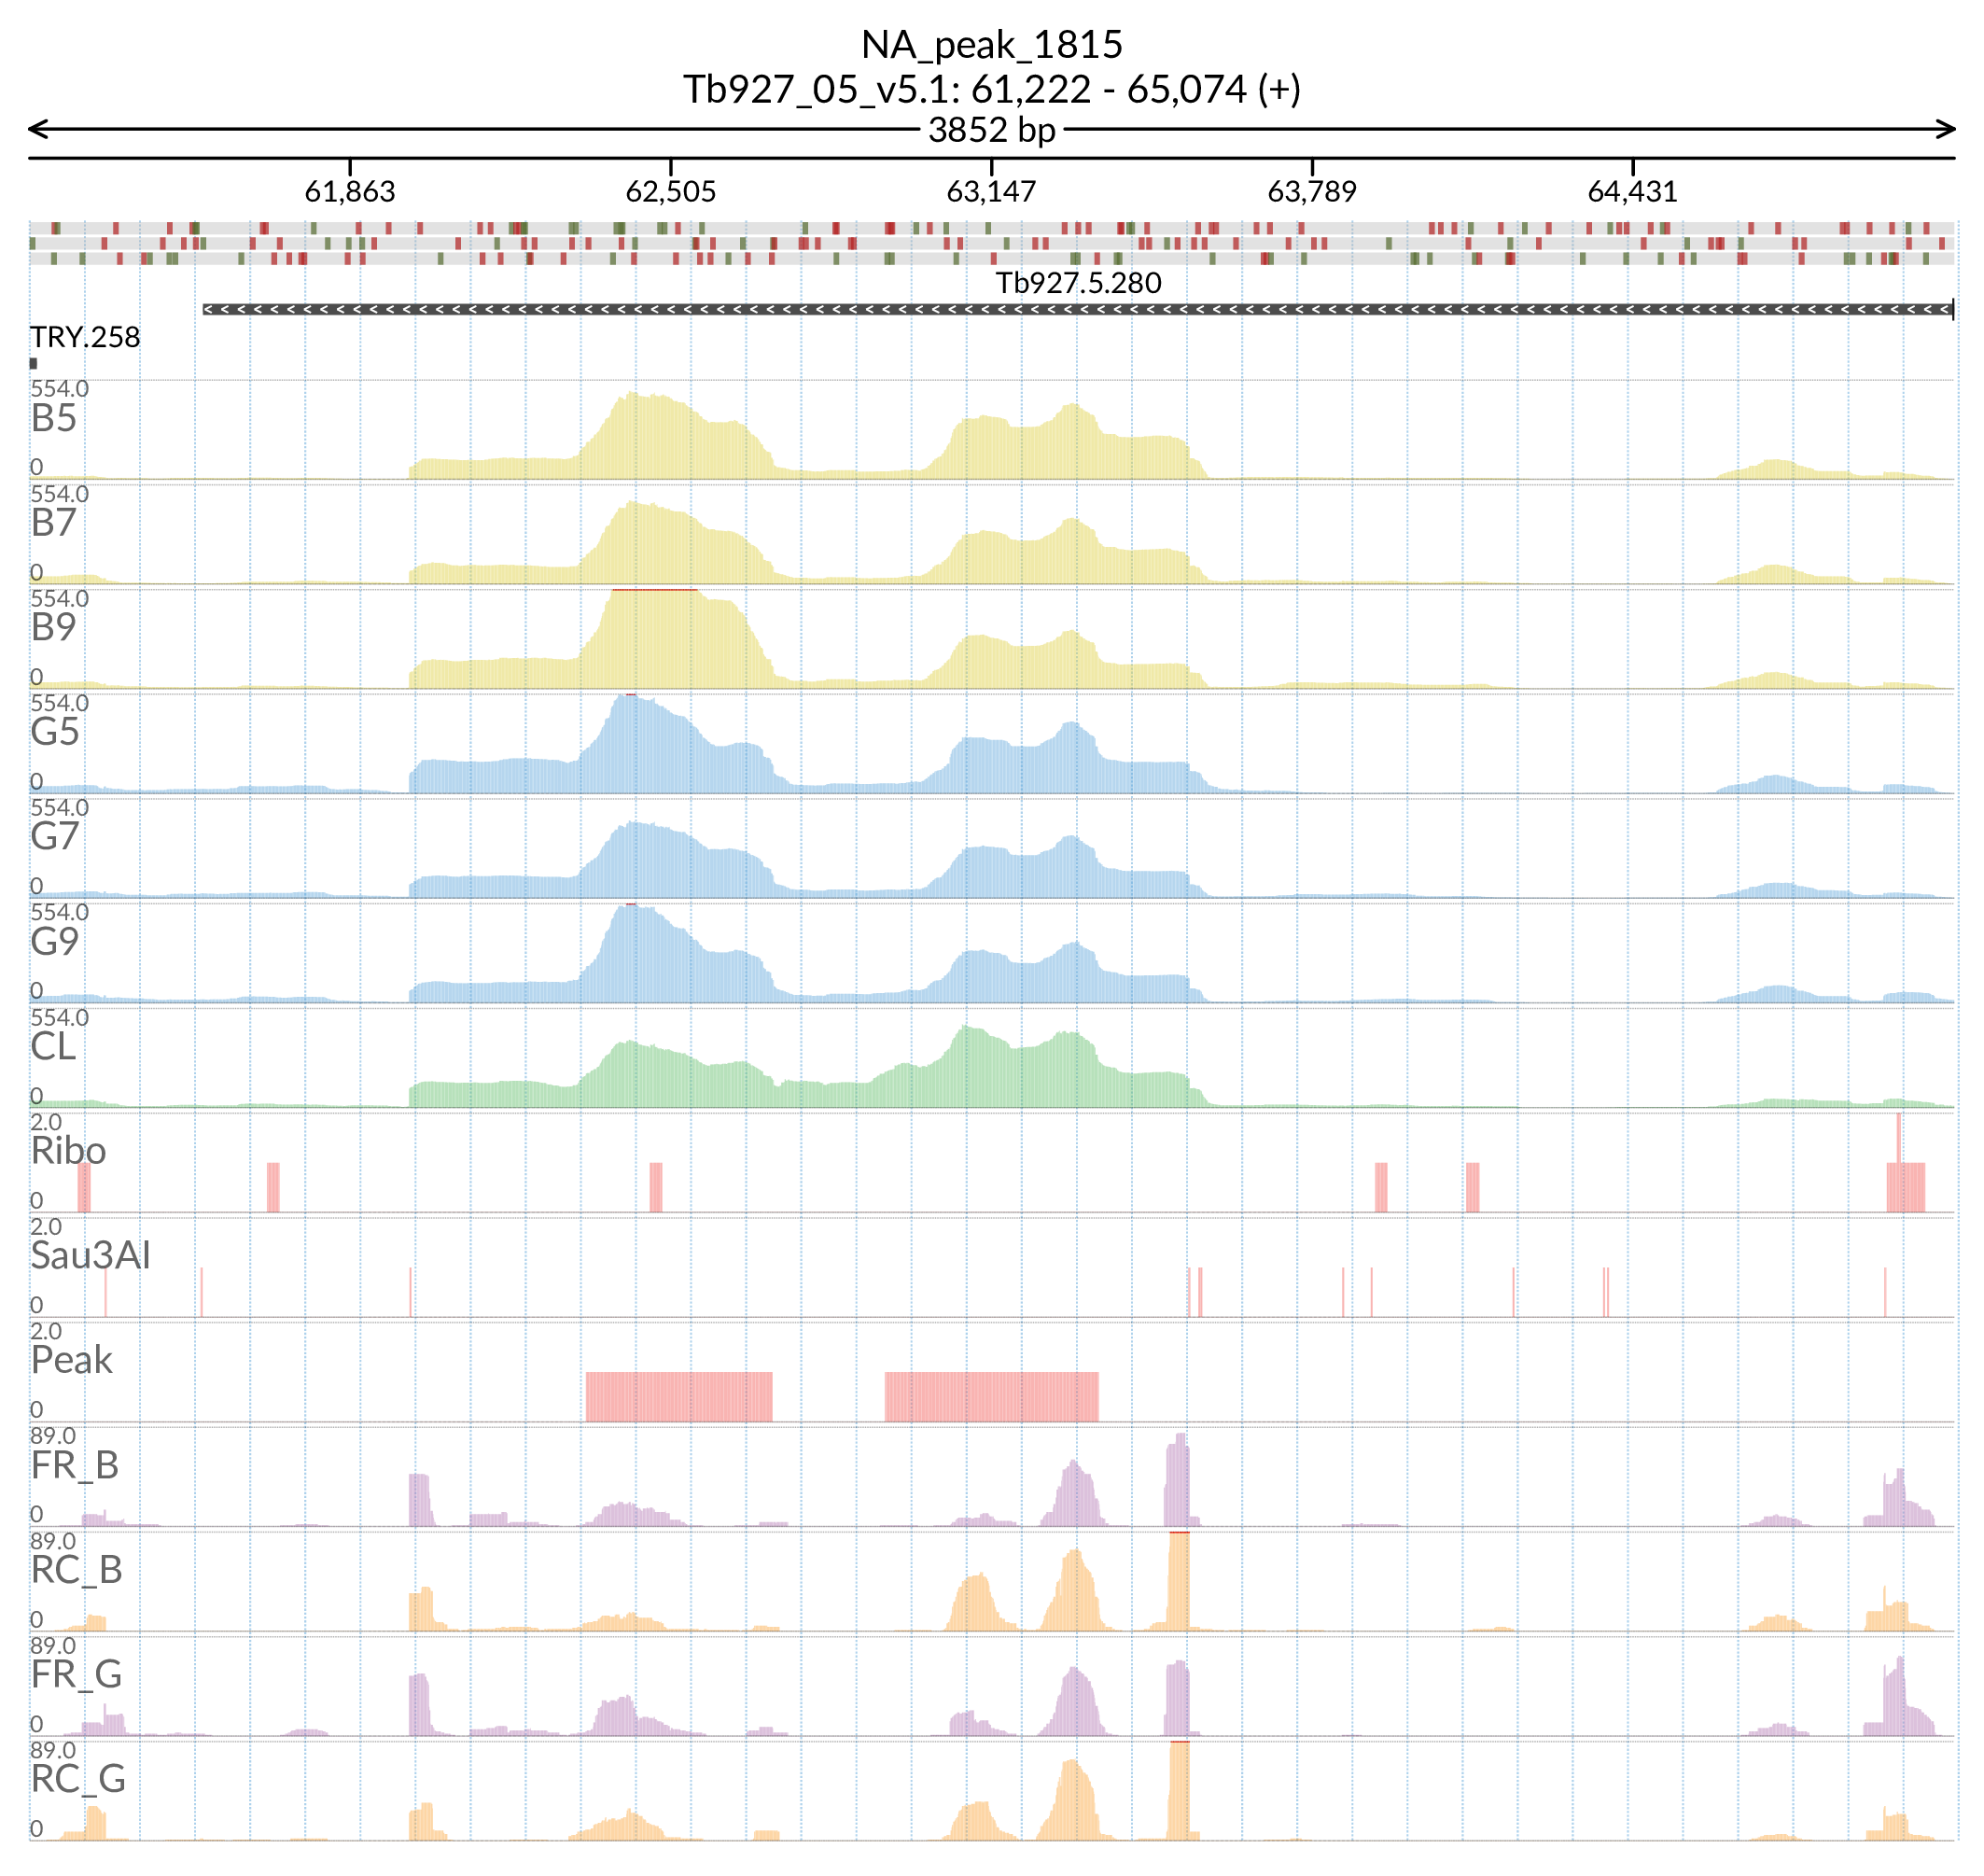 NA_peak_1815
Tb927_05_v5.1: 61,222 - 65,074 (+)
3852 bp
61,863 62,505 63,147 63,789 64,431
Tb927.5.280
TRY.258
554.0
B5
0
554.0
B7
0
554.0
B9
0
554.0
G5
0
554.0
G7
0
554.0
G9
0
554.0
CL
0
2.0
Ribo
0
2.0
Sau3AI
0
2.0
Peak
0
89.0
FR_B
0
89.0
RC_B
0
89.0
FR_G
0
89.0
RC_G
0